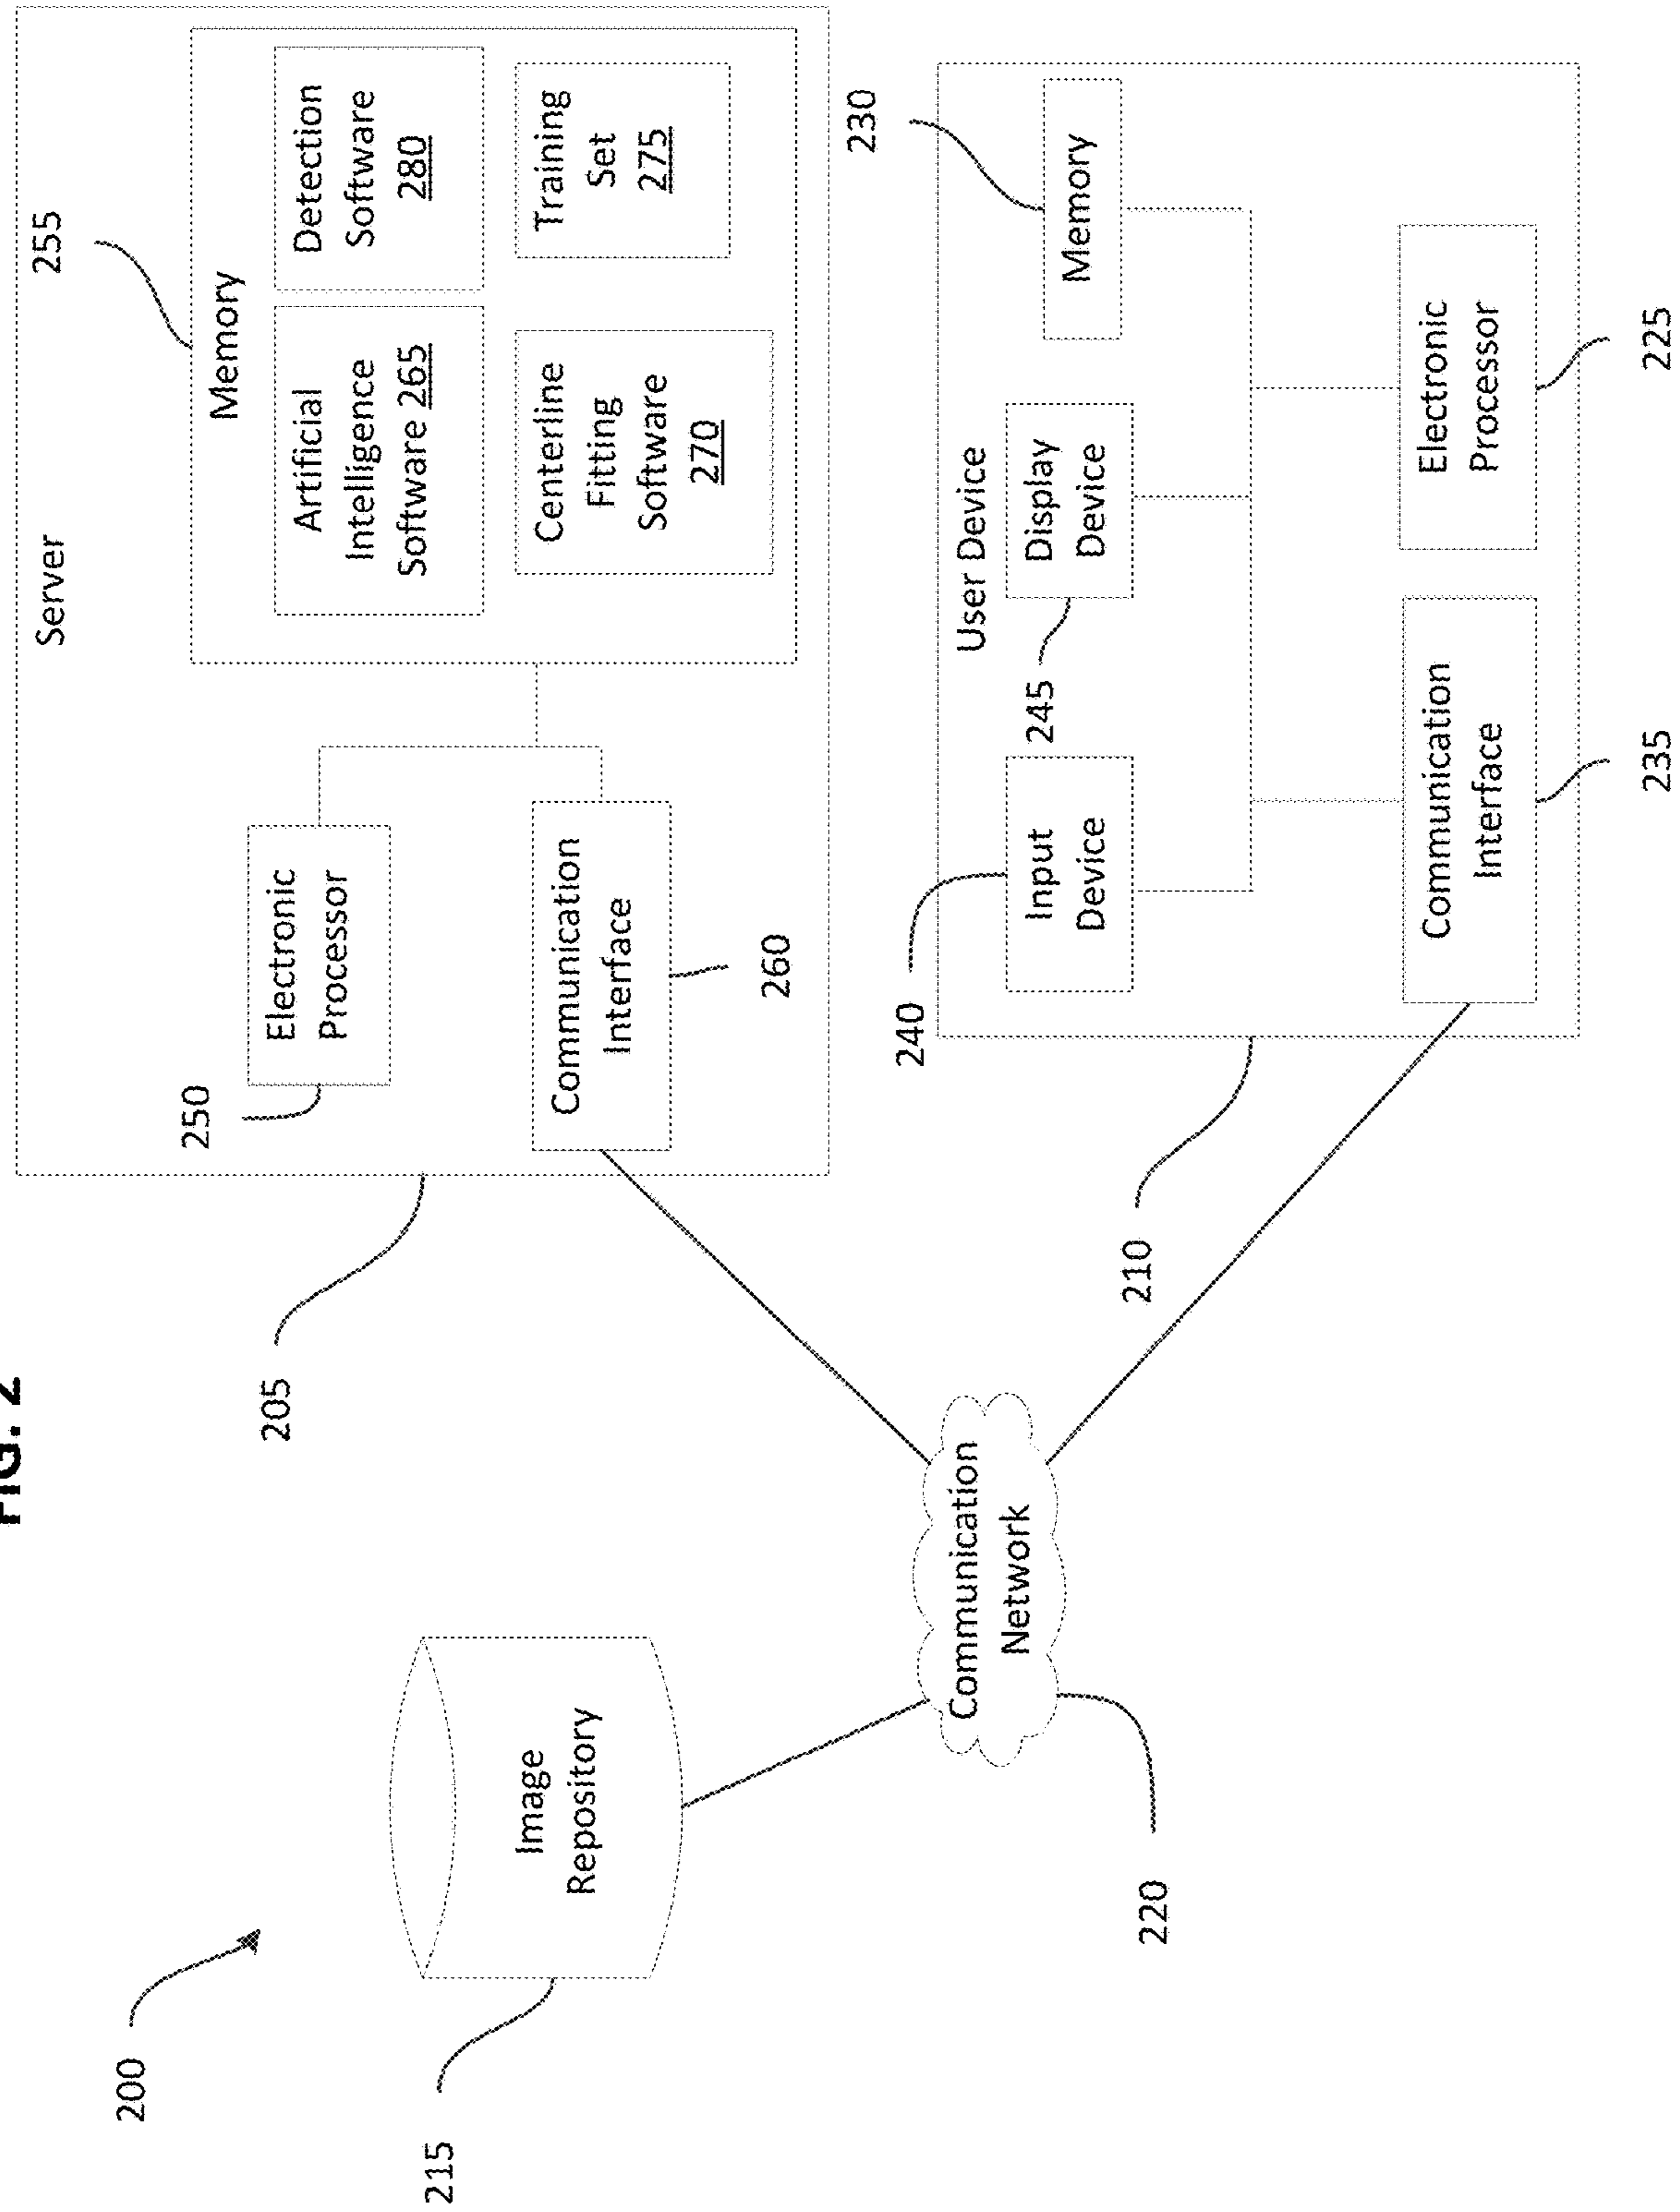 FIG. 2
200
215
Image
Repository
220
Communication
Network
205
Server
250
Electronic
Processor
Communication
Interface
260
255
Memory
Artificial
Intelligence
Software 265
Detection
Software
280
Centerline
Fitting
Software
270
Training
Set
275
210
User Device
240
Input
Device
245
Display
Device
230
Memory
Communication
Interface
235
Electronic
Processor
225